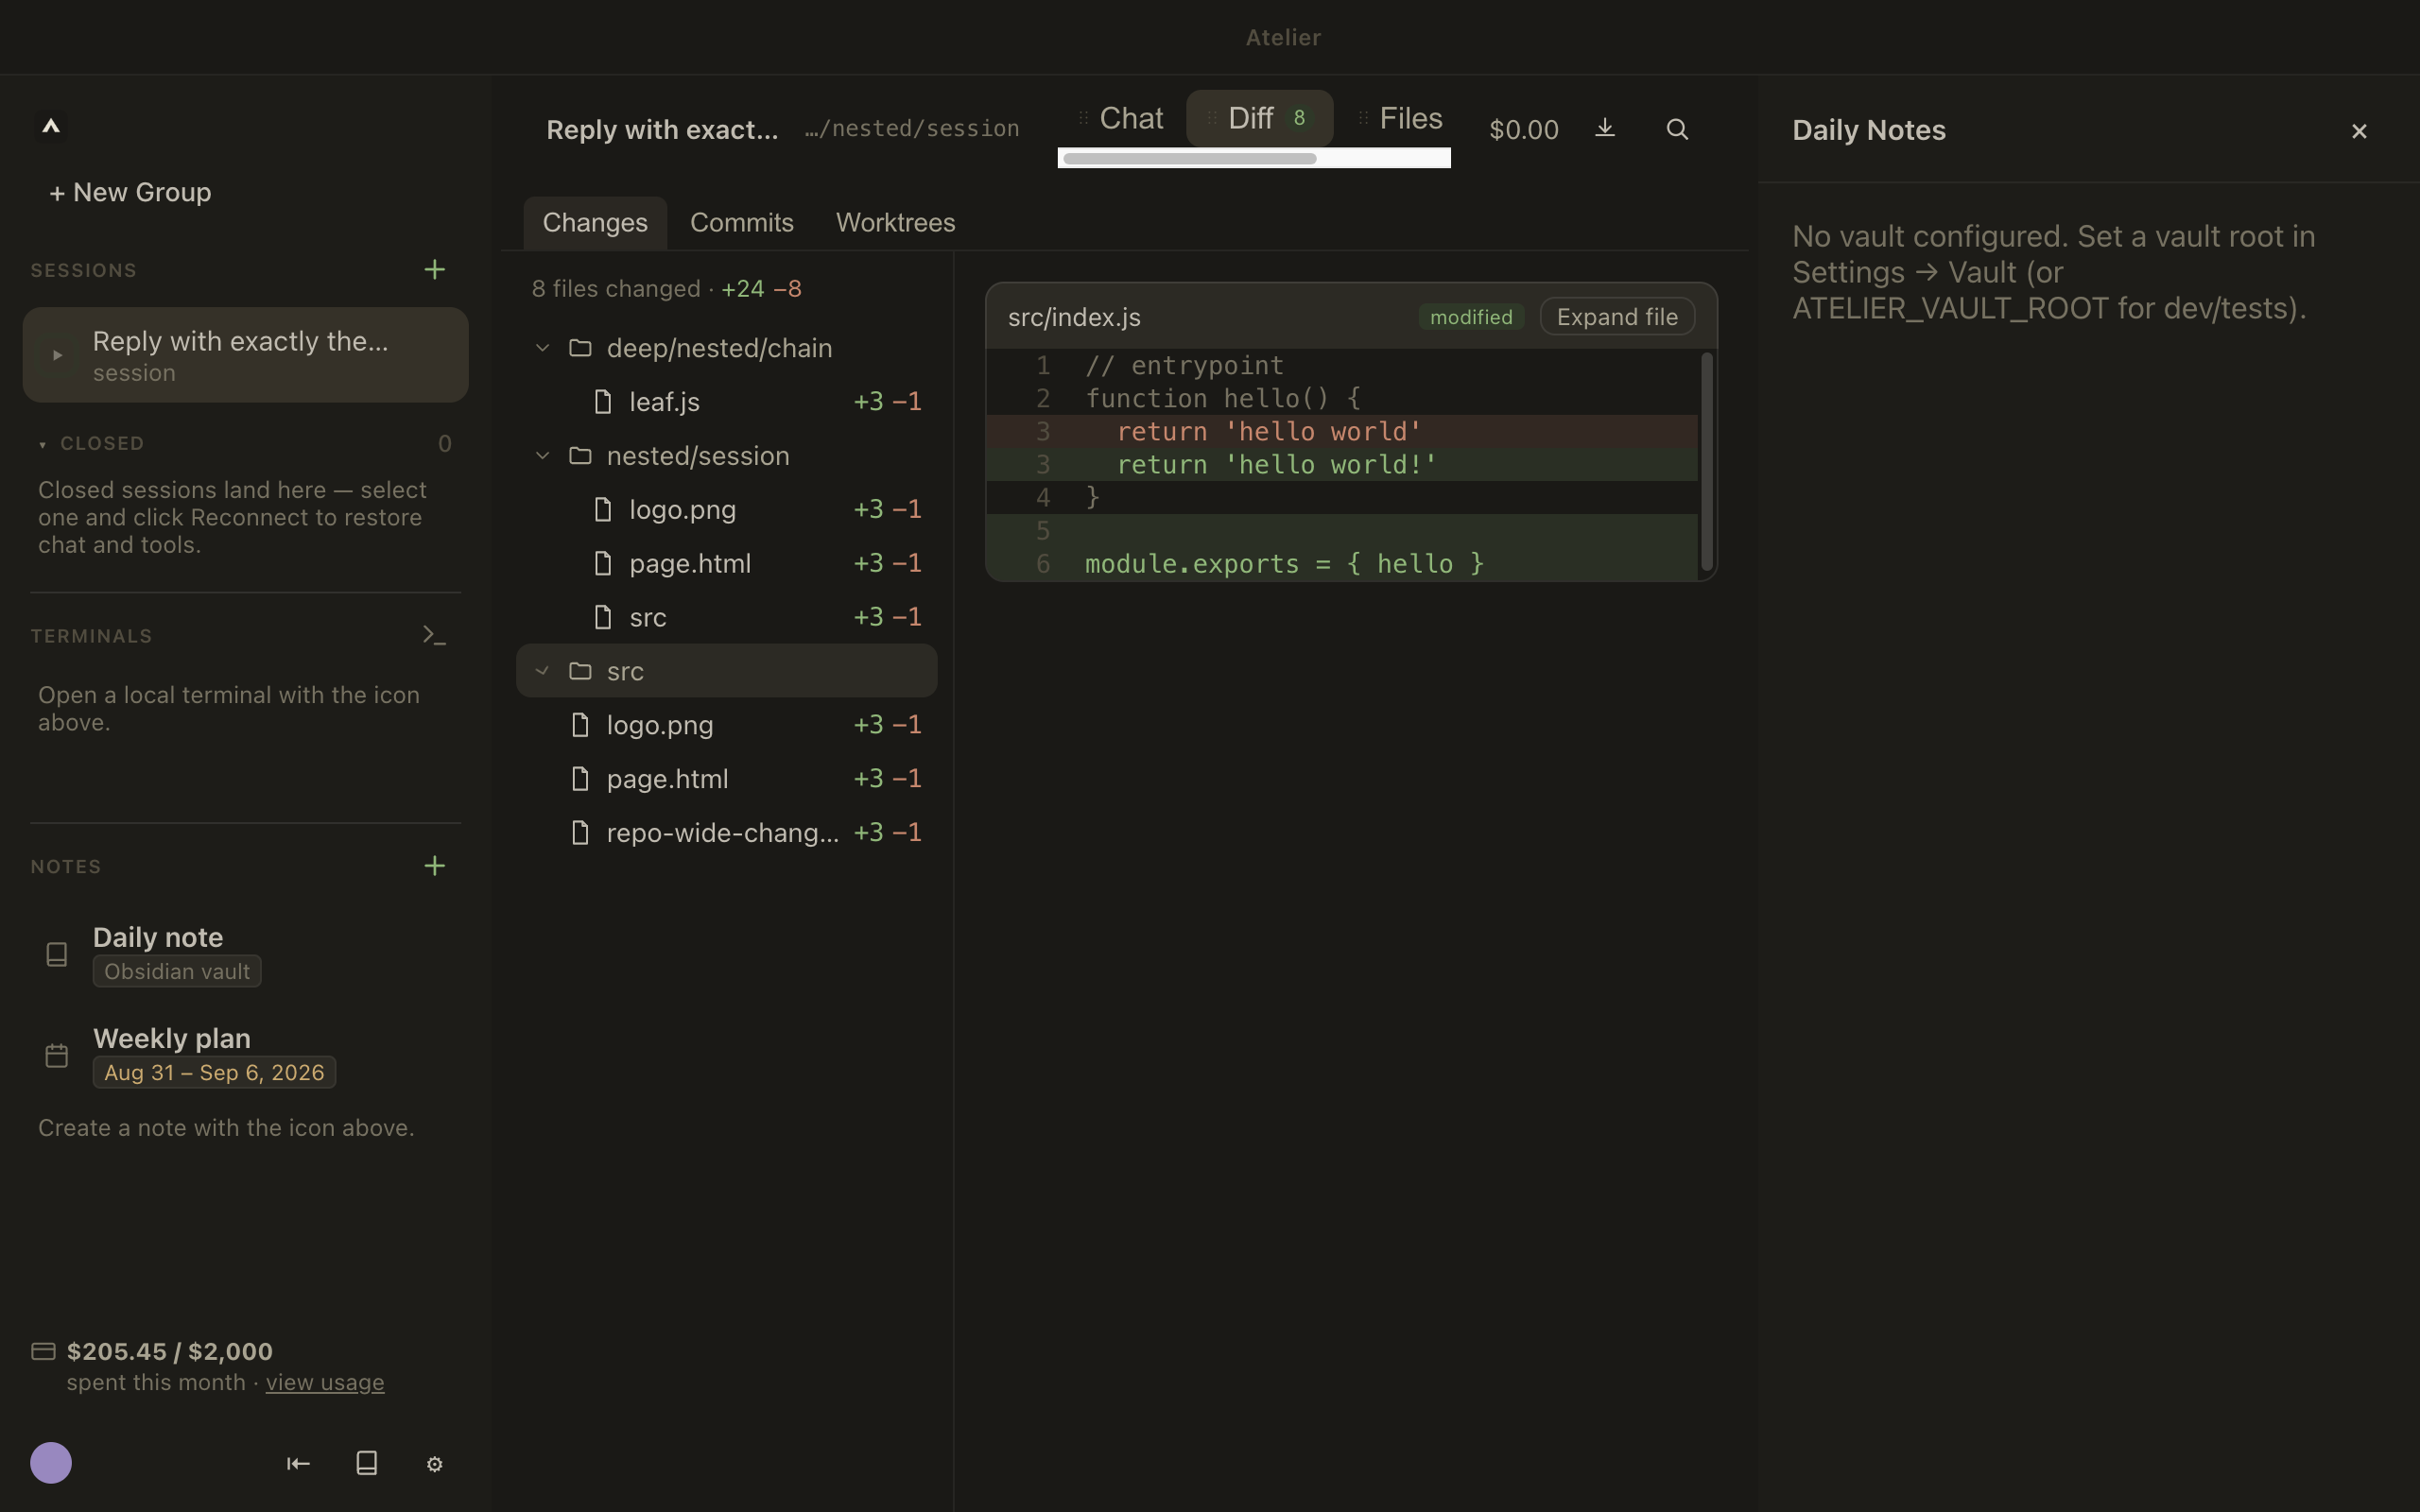 Atelier
+ New Group
SESSIONS
Reply with exactly the...
session
CLOSED 0
Closed sessions land here — select
one and click Reconnect to restore
chat and tools.
TERMINALS
Open a local terminal with the icon
above.
NOTES
Daily note
Obsidian vault
Weekly plan
Aug 31 – Sep 6, 2026
Create a note with the icon above.
$205.45 / $2,000
spent this month · view usage
Reply with exact... …/nested/session
Chat Diff 8 Files $0.00
Changes Commits Worktrees
8 files changed · +24 −8
deep/nested/chain
leaf.js +3 −1
nested/session
logo.png +3 −1
page.html +3 −1
src +3 −1
src
logo.png +3 −1
page.html +3 −1
repo-wide-chang... +3 −1
src/index.js modified Expand file
1 // entrypoint
2 function hello() {
3 return 'hello world'
3 return 'hello world!'
4 }
5
6 module.exports = { hello }
Daily Notes
No vault configured. Set a vault root in
Settings → Vault (or
ATELIER_VAULT_ROOT for dev/tests).